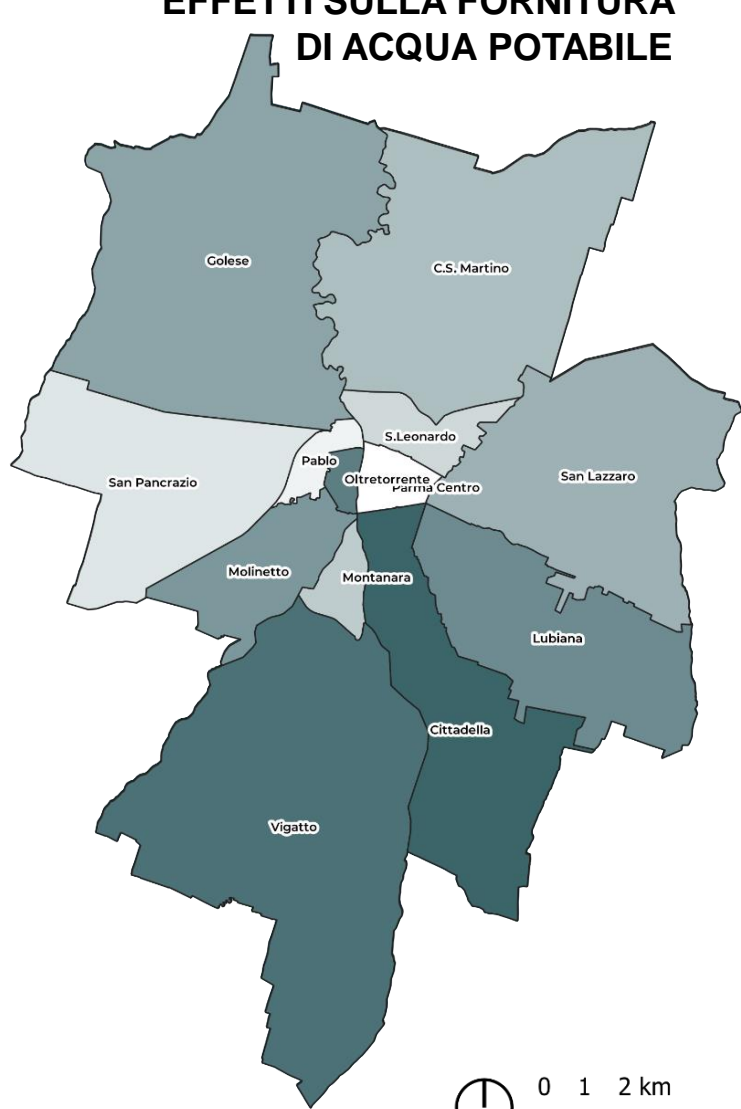 EFFETTI SULLA FORNITURA
DI ACQUA POTABILE
Golese
C.S. Martino
S.Leonardo
Pablo
San Pancrazio
Oltretorrente
Parma Centro
San Lazzaro
Molinetto
Montanara
Lubiana
Cittadella
Vigatto
0 1 2 km